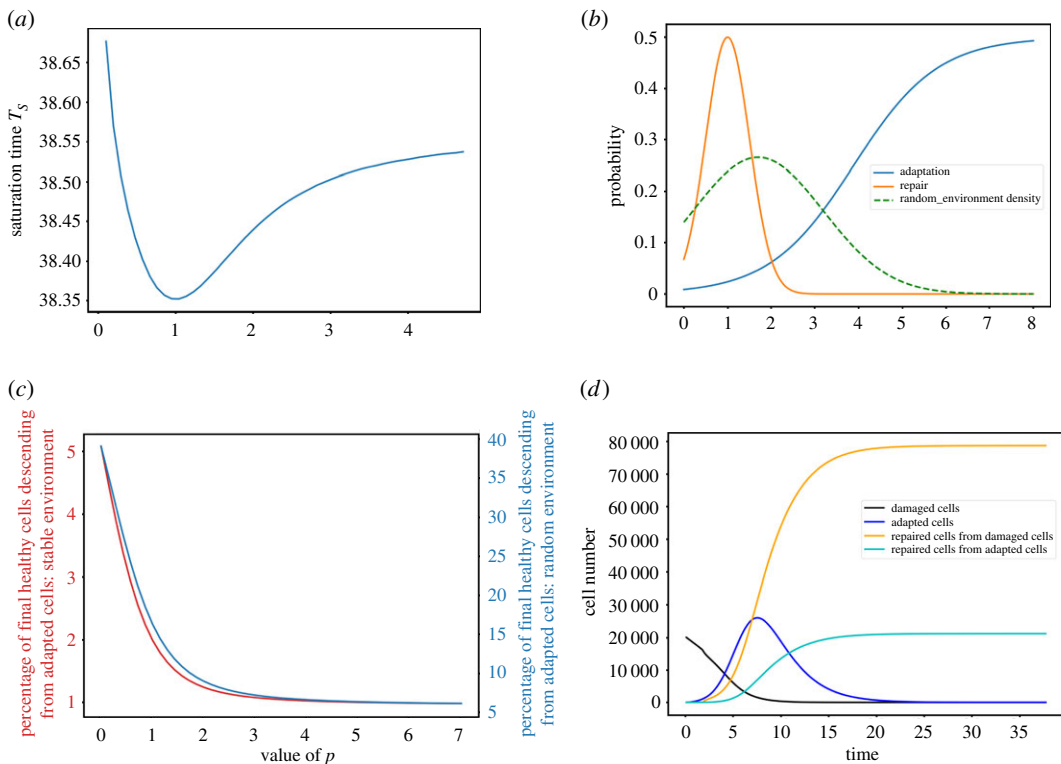 (a)
saturation time T_S
38.65
38.60
38.55
38.50
38.45
38.40
38.35
0 1 2 3 4
(b)
probability
0.5
0.4
0.3
0.2
0.1
0
adaptation
repair
random_environment density
0 1 2 3 4 5 6 7 8
(c)
percentage of final healthy cells descending
from adapted cells: stable environment
5
4
3
2
1
0 1 2 3 4 5 6 7
value of p
40
35
30
25
20
15
10
5
percentage of final healthy cells descending
from adapted cells: random environment
(d)
cell number
80 000
70 000
60 000
50 000
40 000
30 000
20 000
10 000
0
damaged cells
adapted cells
repaired cells from damaged cells
repaired cells from adapted cells
0 5 10 15 20 25 30 35
time